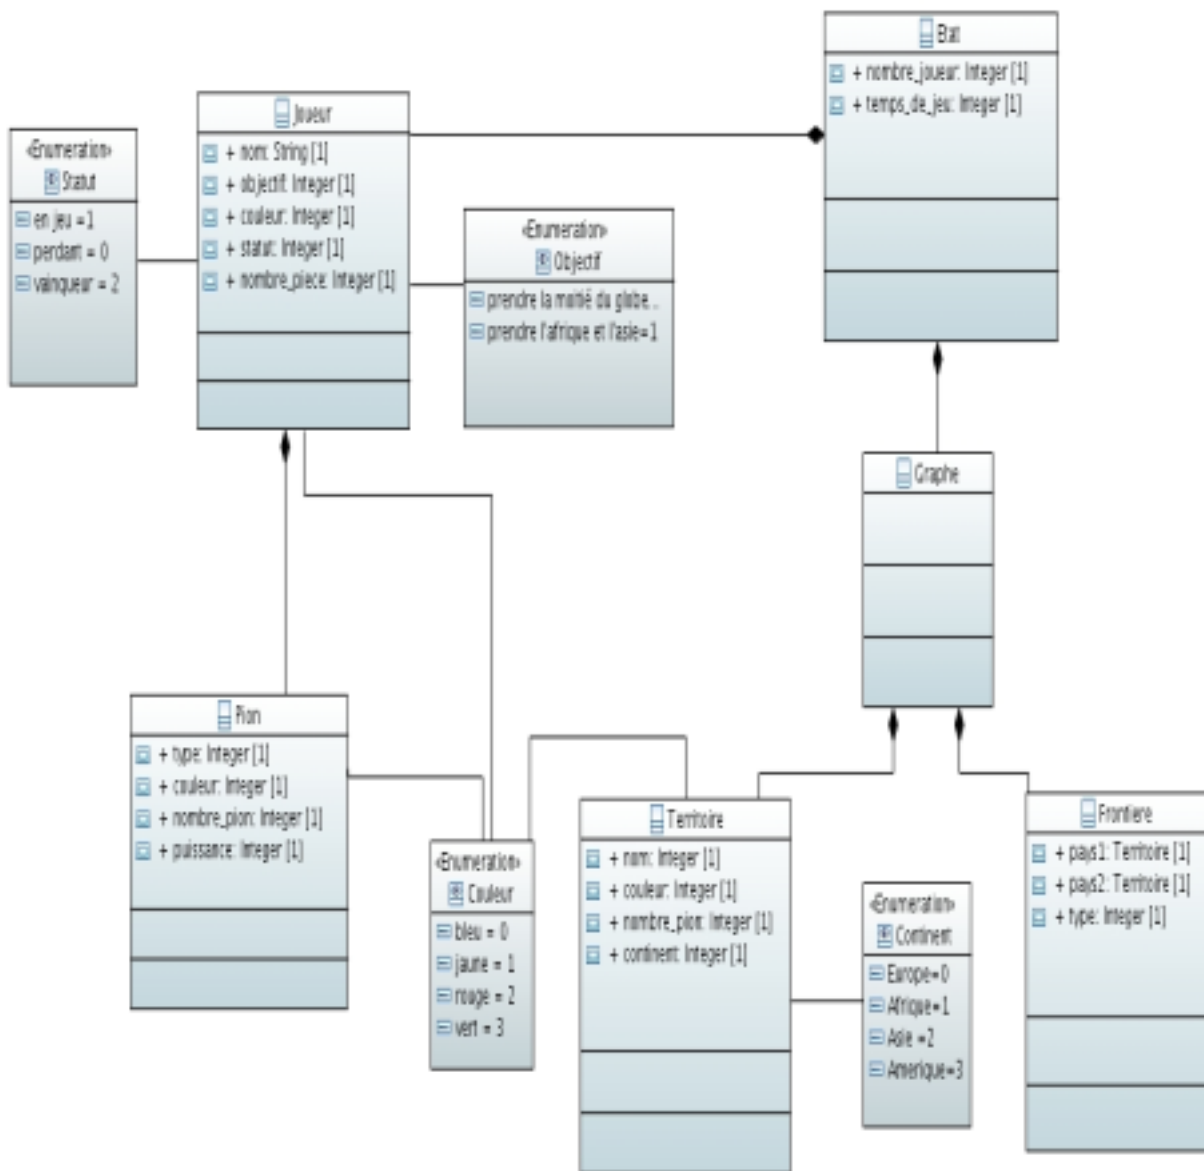 Etat
+ nombre_joueur: Integer [1]
+ temps_de_jeu: Integer [1]
Joueur
+ nom: String [1]
+ objectif: Integer [1]
+ couleur: Integer [1]
+ statut: Integer [1]
+ nombre_piece: Integer [1]
«Enumeration»
Statut
en jeu =1
perdant = 0
vainqueur = 2
«Enumeration»
Objectif
prendre la moitié du globe...
prendre l'afrique et l'asie=1
Graphe
Pion
+ type: Integer [1]
+ couleur: Integer [1]
+ nombre_pion: Integer [1]
+ puissance: Integer [1]
«Enumeration»
Couleur
bleu = 0
jaune = 1
rouge = 2
vert = 3
Territoire
+ nom: Integer [1]
+ couleur: Integer [1]
+ nombre_pion: Integer [1]
+ continent: Integer [1]
«Enumeration»
Continent
Europe=0
Afrique=1
Asie =2
Amerique=3
Frontiere
+ pays1: Territoire [1]
+ pays2: Territoire [1]
+ type: Integer [1]